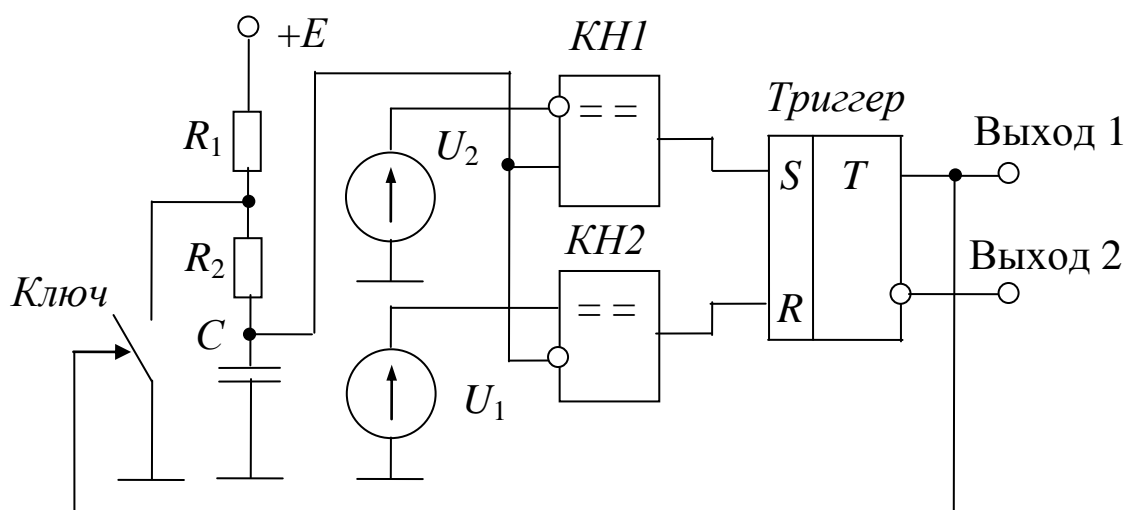 +E
КН1
R1
U2
= =
Триггер
Выход 1
S T
R2
КН2
Выход 2
Ключ
C
= =
R
U1